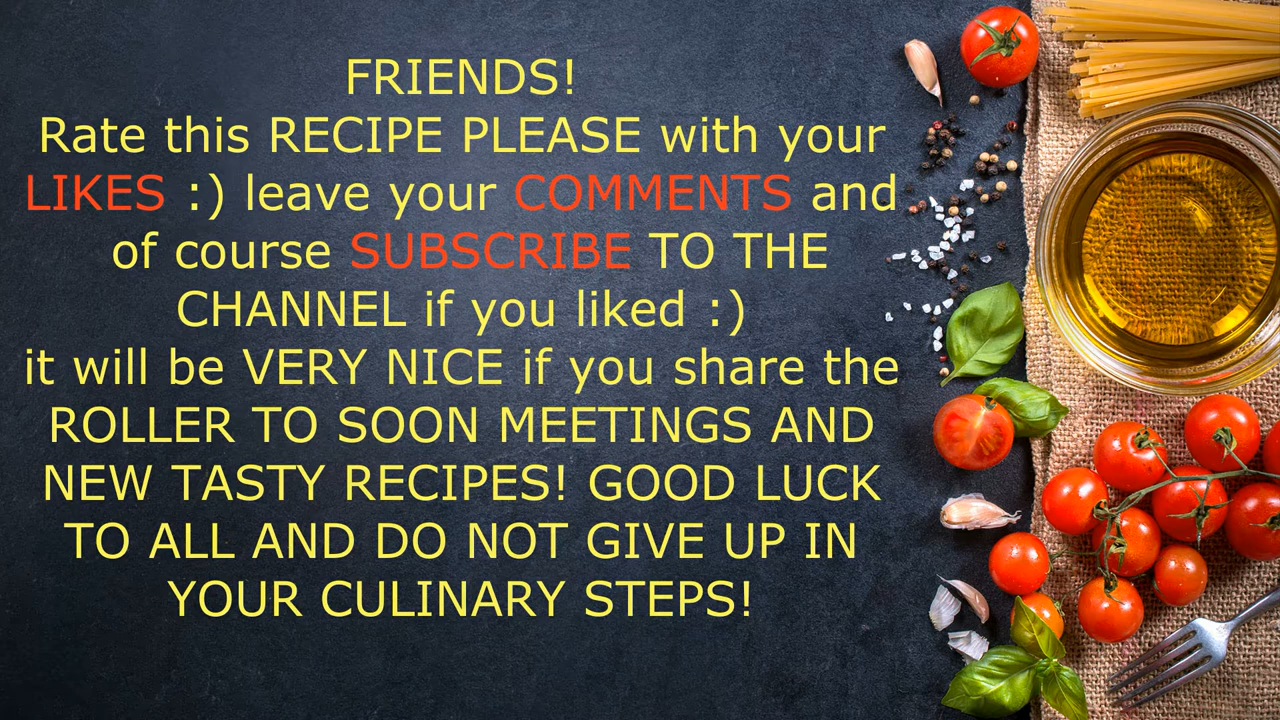 FRIENDS!
Rate this RECIPE PLEASE with your
LIKES :) leave your COMMENTS and
of course SUBSCRIBE TO THE
CHANNEL if you liked :)
it will be VERY NICE if you share the
ROLLER TO SOON MEETINGS AND
NEW TASTY RECIPES! GOOD LUCK
TO ALL AND DO NOT GIVE UP IN
YOUR CULINARY STEPS!